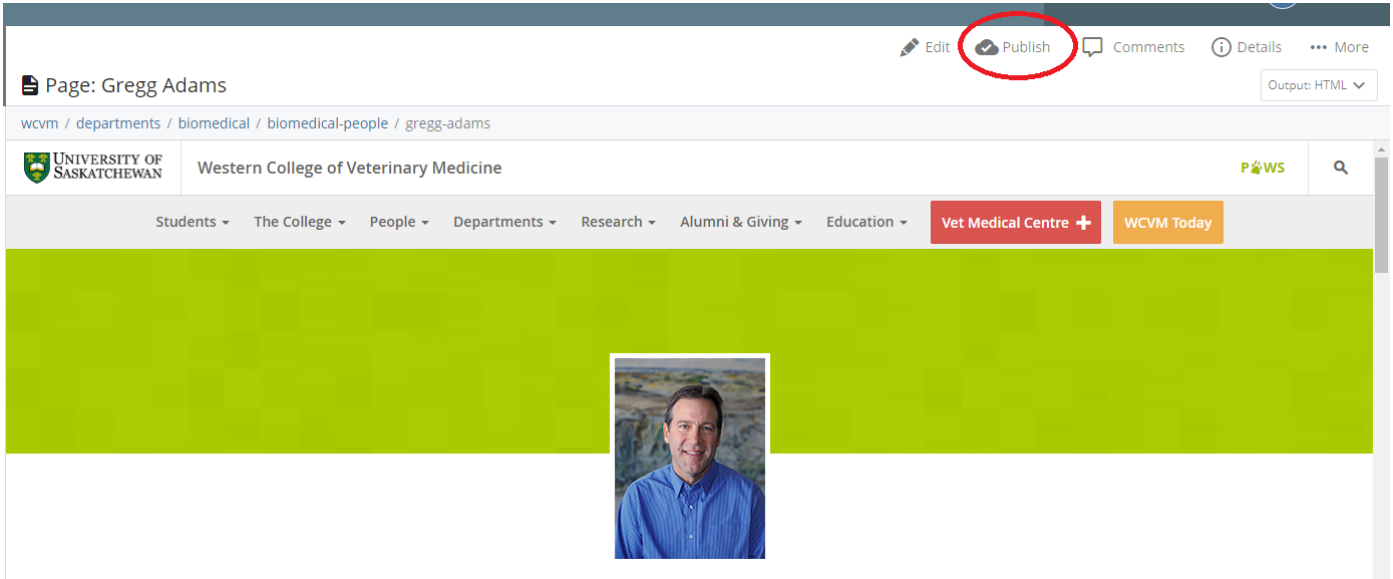 Edit Publish Comments Details ••• More
Page: Gregg Adams
Output: HTML
wcvm / departments / biomedical / biomedical-people / gregg-adams
UNIVERSITY OF
SASKATCHEWAN
Western College of Veterinary Medicine
PAWS
Students The College People Departments Research Alumni & Giving Education Vet Medical Centre WCVM Today